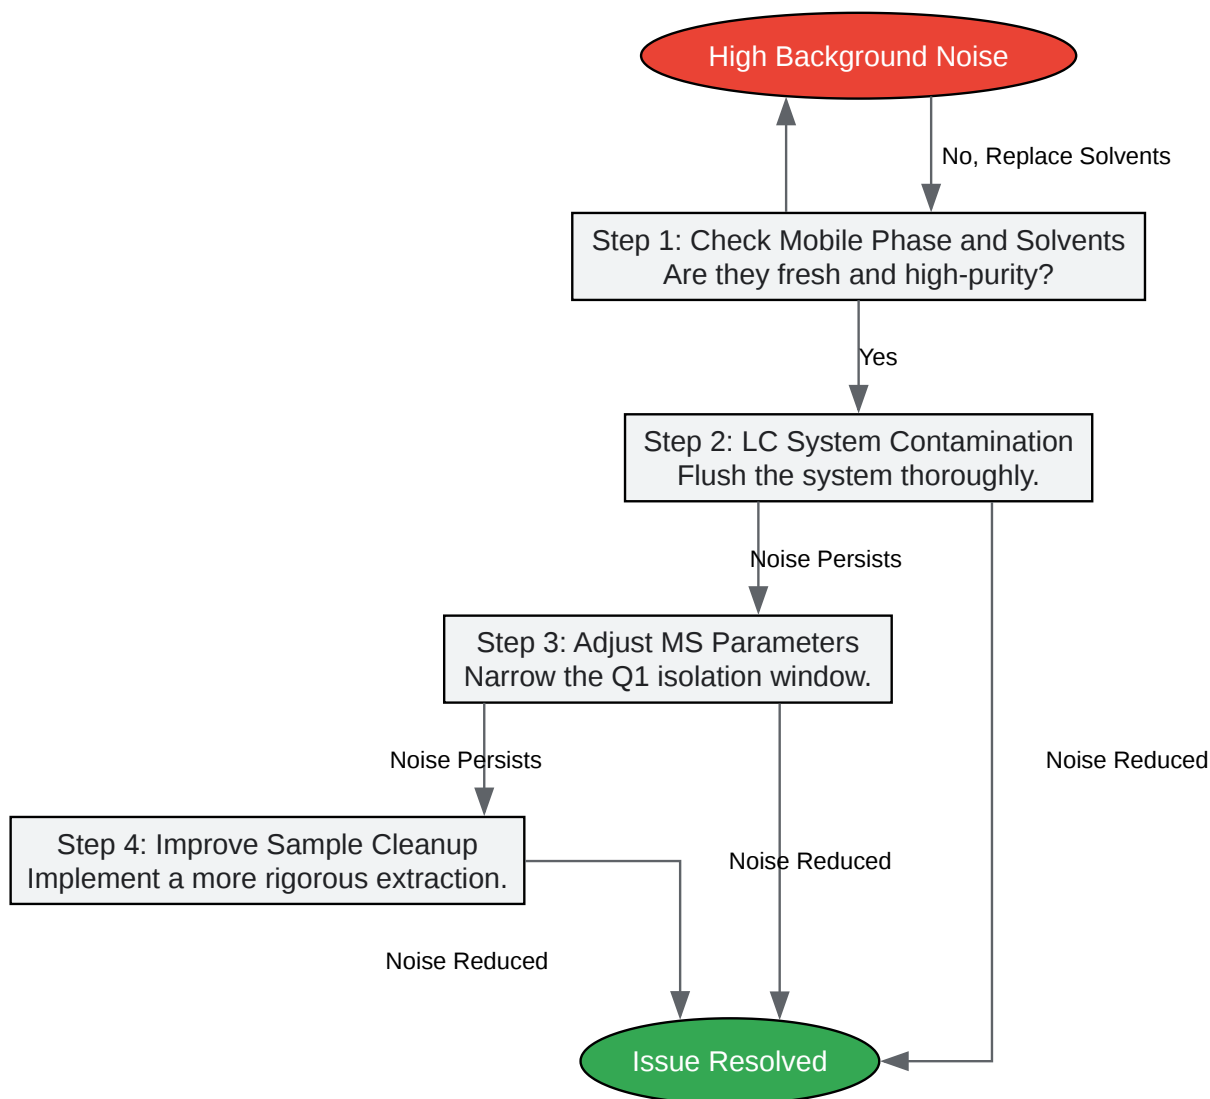 High Background Noise
No, Replace Solvents
Step 1: Check Mobile Phase and Solvents
Are they fresh and high-purity?
Yes
Step 2: LC System Contamination
Flush the system thoroughly.
Noise Persists
Step 3: Adjust MS Parameters
Narrow the Q1 isolation window.
Noise Persists
Noise Reduced
Step 4: Improve Sample Cleanup
Implement a more rigorous extraction.
Noise Reduced
Noise Reduced
Issue Resolved